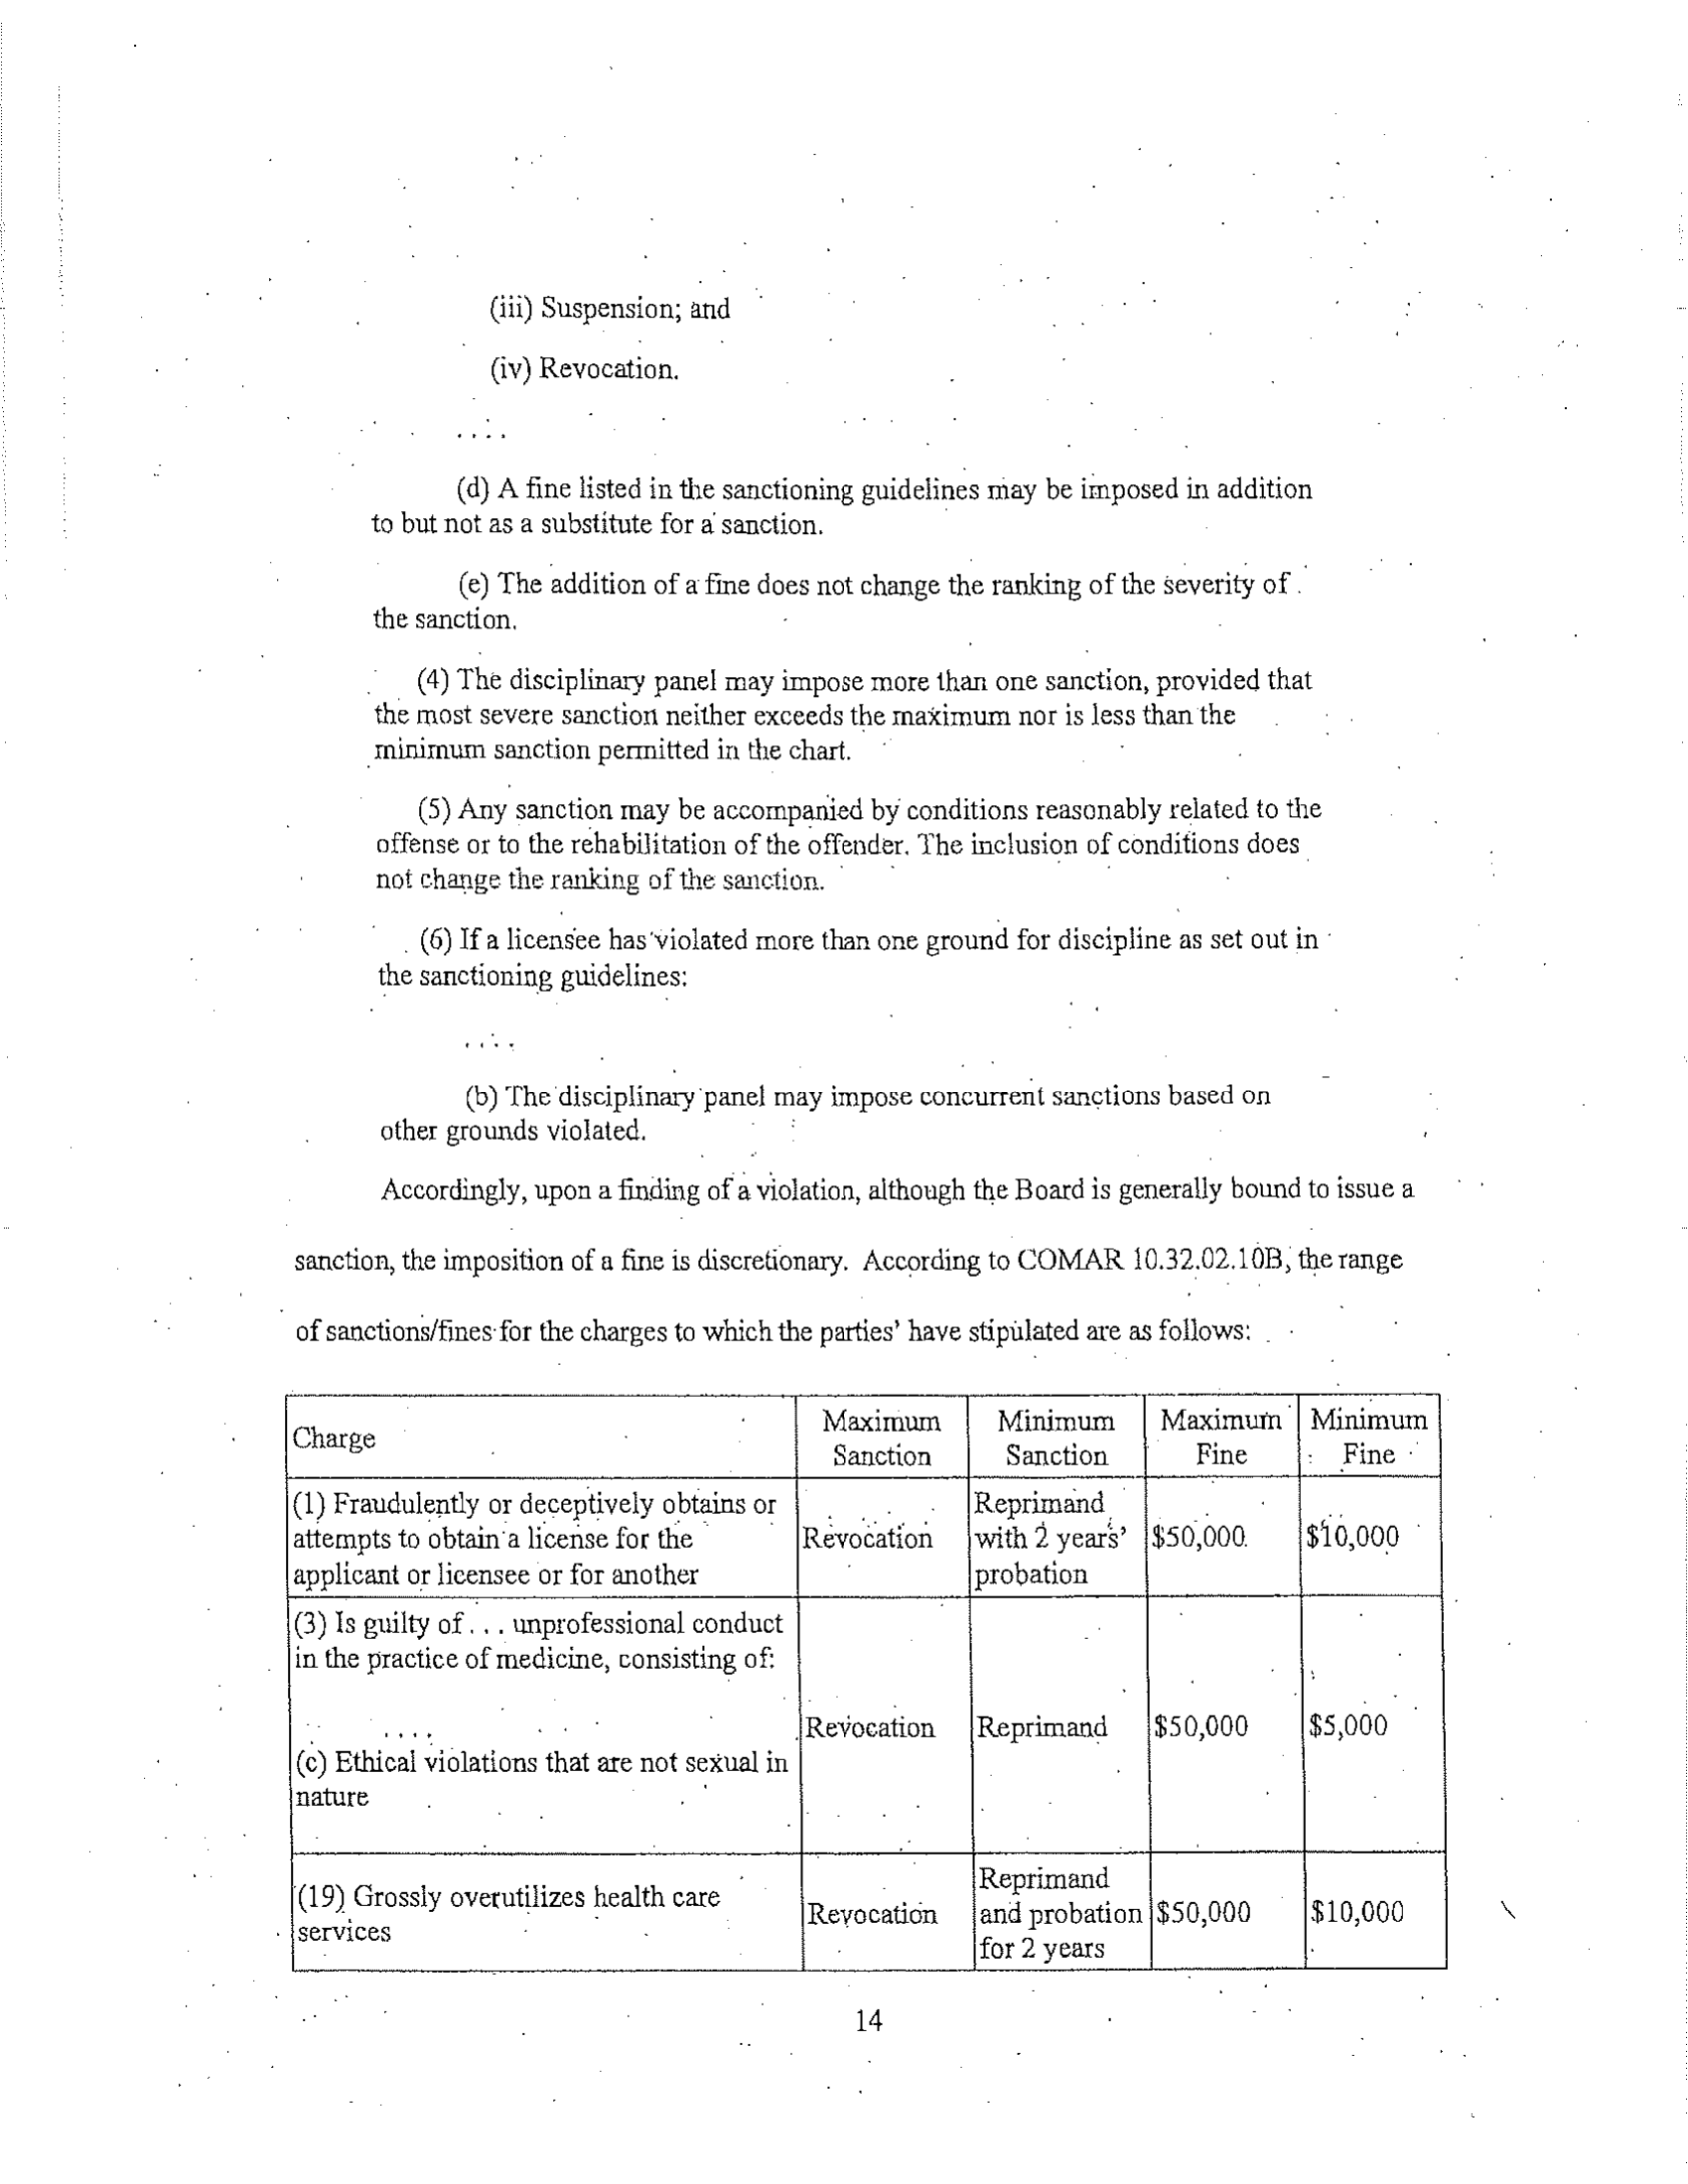 (iii) Suspension; and
(iv) Revocation.
. . . .
(d) A fine listed in the sanctioning guidelines may be imposed in addition
to but not as a substitute for a sanction.
(e) The addition of a fine does not change the ranking of the severity of
the sanction.
(4) The disciplinary panel may impose more than one sanction, provided that
the most severe sanction neither exceeds the maximum nor is less than the
minimum sanction permitted in the chart.
(5) Any sanction may be accompanied by conditions reasonably related to the
offense or to the rehabilitation of the offender. The inclusion of conditions does
not change the ranking of the sanction.
(6) If a licensee has violated more than one ground for discipline as set out in
the sanctioning guidelines:
. . . .
(b) The disciplinary panel may impose concurrent sanctions based on
other grounds violated.
Accordingly, upon a finding of a violation, although the Board is generally bound to issue a
sanction, the imposition of a fine is discretionary. According to COMAR 10.32.02.10B, the range
of sanctions/fines for the charges to which the parties' have stipulated are as follows:
Charge
Maximum
Sanction
Minimum
Sanction
Maximum
Fine
Minimum
Fine
(1) Fraudulently or deceptively obtains or
attempts to obtain a license for the
applicant or licensee or for another
Revocation
Reprimand
with 2 years'
probation
$50,000
$10,000
(3) Is guilty of . . . unprofessional conduct
in the practice of medicine, consisting of:
. . . .
(c) Ethical violations that are not sexual in
nature
Revocation
Reprimand
$50,000
$5,000
(19) Grossly overutilizes health care
services
Revocation
Reprimand
and probation
for 2 years
$50,000
$10,000
14